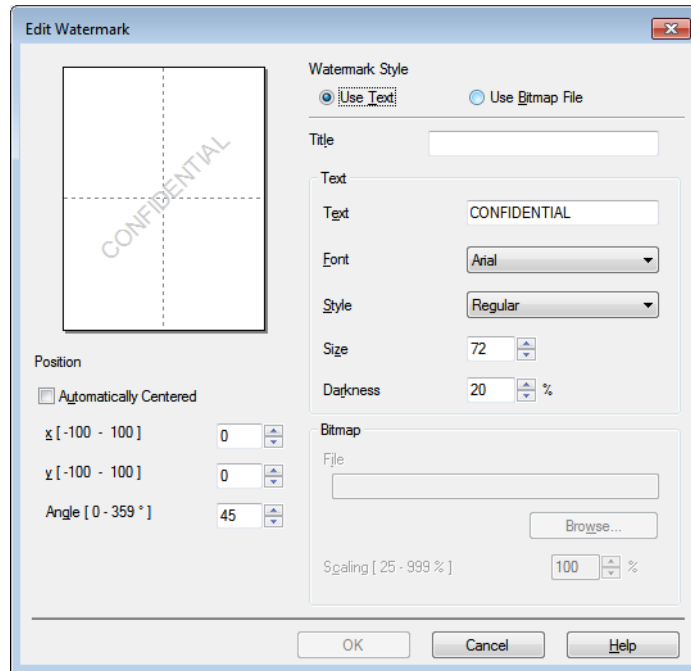 Edit Watermark
CONFIDENTIAL
Position
Automatically Centered
x [ -100 - 100 ] 0
y [ -100 - 100 ] 0
Angle [ 0 - 359 ° ] 45
Watermark Style
Use Text Use Bitmap File
Title
Text
Text CONFIDENTIAL
Font Arial
Style Regular
Size 72
Darkness 20 %
Bitmap
File
Browse...
Scaling [ 25 - 999 % ] 100 %
OK Cancel Help